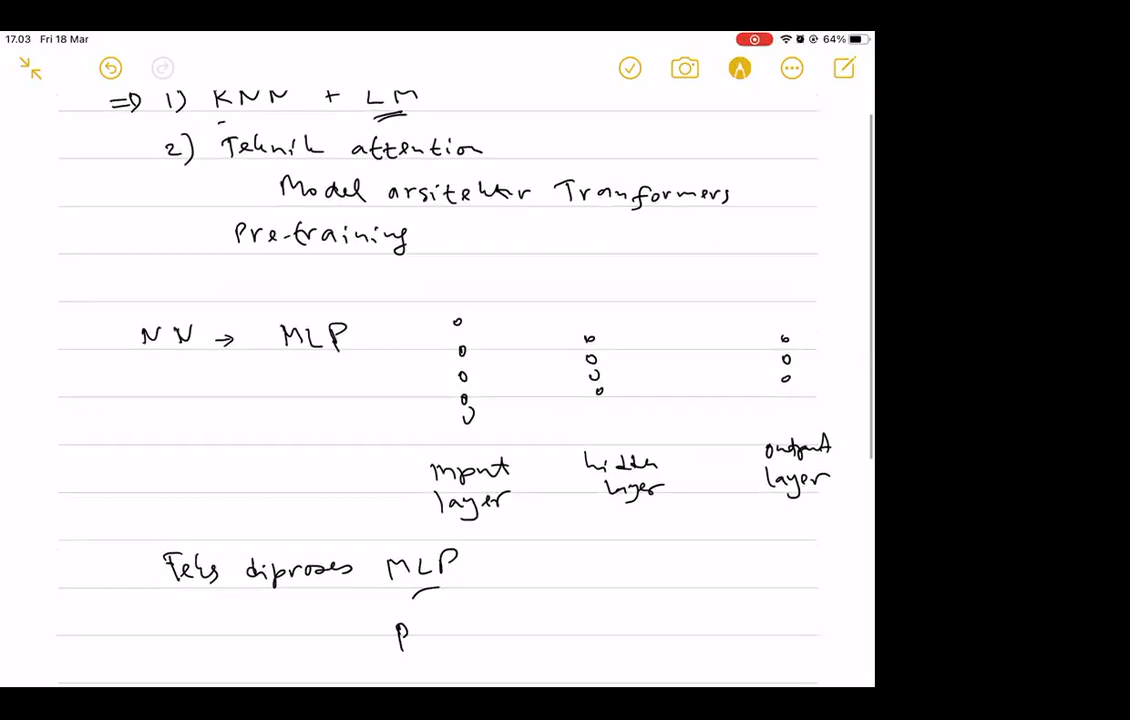 17.03 Fri 18 Mar 64%
⇒ 1) KNN + LM
2) Teknik attention
Model arsitektur Tranformers
Pre-training
NN → MLP
input layer
hidden layer
output layer
Teks diproses MLP
P